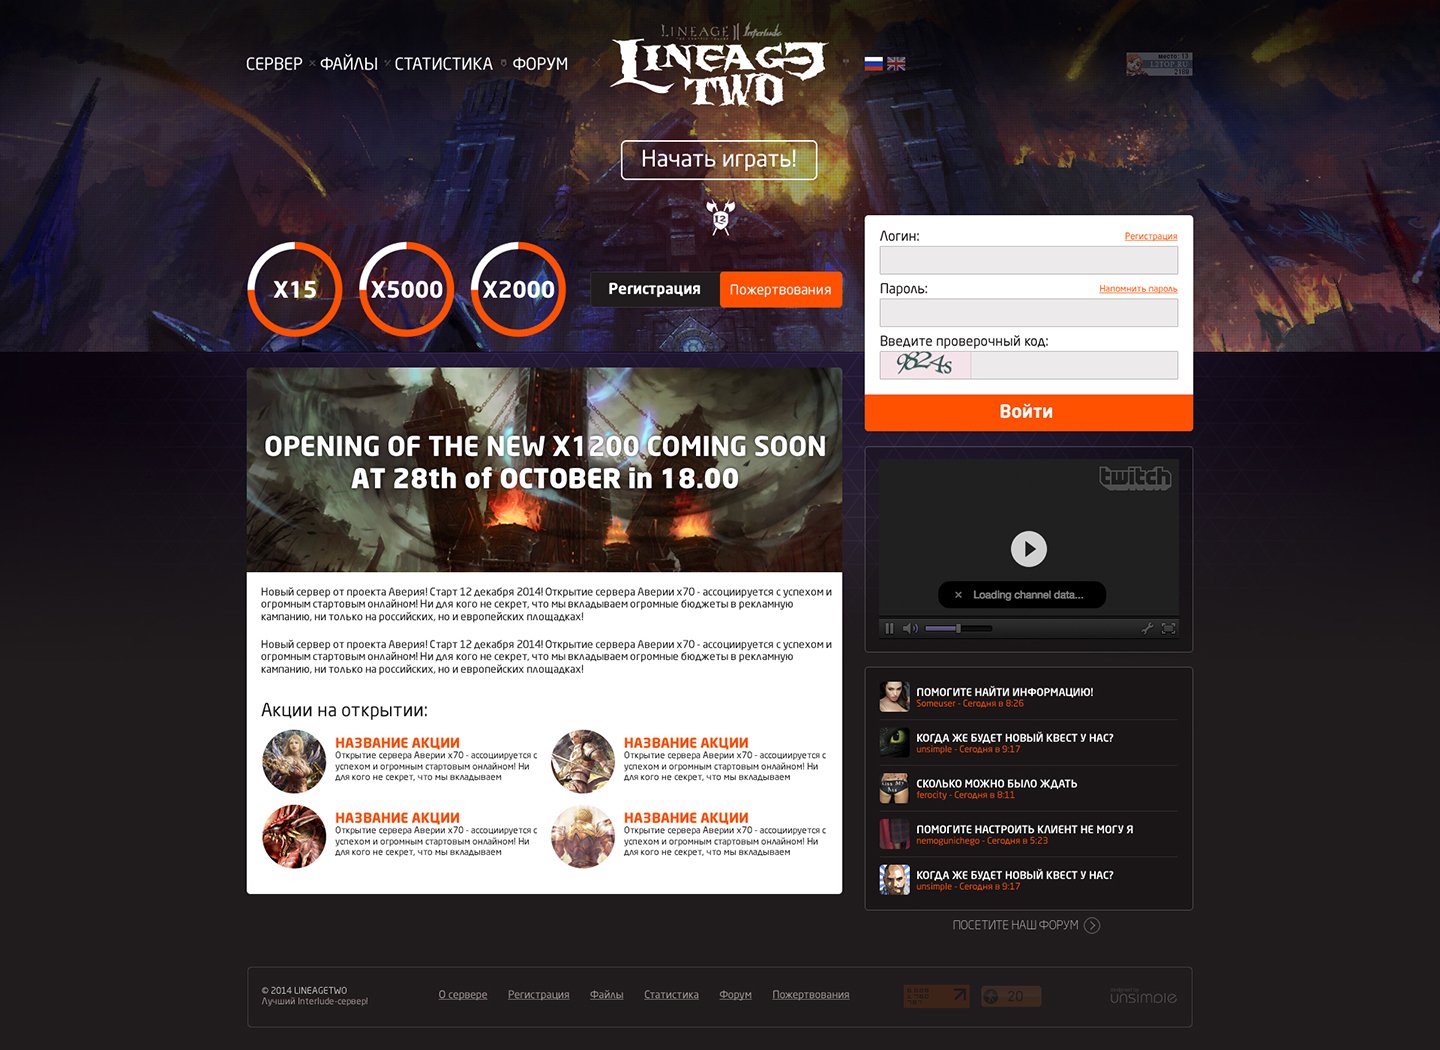 LINEAGE II Interlude
СЕРВЕР
ФАЙЛЫ
СТАТИСТИКА
ФОРУМ
LINEAGE
TWO
место: 13
L2TOP.RU
2189
Начать играть!
12
X15
X5000
X2000
Регистрация
Пожертвования
Логин:
Регистрация
Пароль:
Напомнить пароль
Введите проверочный код:
9824s
Войти
OPENING OF THE NEW X1200 COMING SOON
AT 28th of OCTOBER in 18.00
Новый сервер от проекта Аверия! Старт 12 декабря 2014! Открытие сервера Аверии x70 - ассоциируется с успехом и
огромным стартовым онлайном! Ни для кого не секрет, что мы вкладываем огромные бюджеты в рекламную
кампанию, ни только на российских, но и европейских площадках!
Новый сервер от проекта Аверия! Старт 12 декабря 2014! Открытие сервера Аверии x70 - ассоциируется с успехом и
огромным стартовым онлайном! Ни для кого не секрет, что мы вкладываем огромные бюджеты в рекламную
кампанию, ни только на российских, но и европейских площадках!
Акции на открытии:
НАЗВАНИЕ АКЦИИ
Открытие сервера Аверии x70 - ассоциируется с
успехом и огромным стартовым онлайном! Ни
для кого не секрет, что мы вкладываем
НАЗВАНИЕ АКЦИИ
Открытие сервера Аверии x70 - ассоциируется с
успехом и огромным стартовым онлайном! Ни
для кого не секрет, что мы вкладываем
НАЗВАНИЕ АКЦИИ
Открытие сервера Аверии x70 - ассоциируется с
успехом и огромным стартовым онлайном! Ни
для кого не секрет, что мы вкладываем
НАЗВАНИЕ АКЦИИ
Открытие сервера Аверии x70 - ассоциируется с
успехом и огромным стартовым онлайном! Ни
для кого не секрет, что мы вкладываем
twitch
Loading channel data...
ПОМОГИТЕ НАЙТИ ИНФОРМАЦИЮ!
Someuser - Сегодня в 8:26
КОГДА ЖЕ БУДЕТ НОВЫЙ КВЕСТ У НАС?
unsimple - Сегодня в 9:17
СКОЛЬКО МОЖНО БЫЛО ЖДАТЬ
ferocity - Сегодня в 8:11
ПОМОГИТЕ НАСТРОИТЬ КЛИЕНТ НЕ МОГУ Я
nemogunichego - Сегодня в 5:23
КОГДА ЖЕ БУДЕТ НОВЫЙ КВЕСТ У НАС?
unsimple - Сегодня в 9:17
ПОСЕТИТЕ НАШ ФОРУМ
© 2014 LINEAGETWO
Лучший Interlude-сервер!
О сервере
Регистрация
Файлы
Статистика
Форум
Пожертвования
20
designed by
unsimple